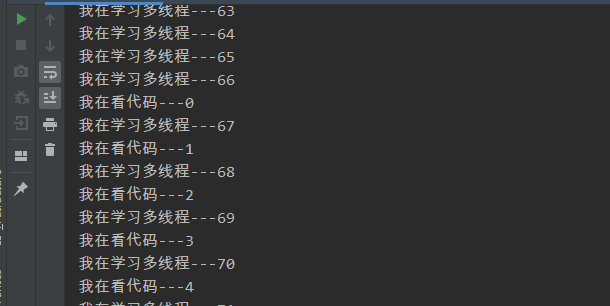 我在学习多线程---63
我在学习多线程---64
我在学习多线程---65
我在学习多线程---66
我在看代码---0
我在学习多线程---67
我在看代码---1
我在学习多线程---68
我在看代码---2
我在学习多线程---69
我在看代码---3
我在学习多线程---70
我在看代码---4